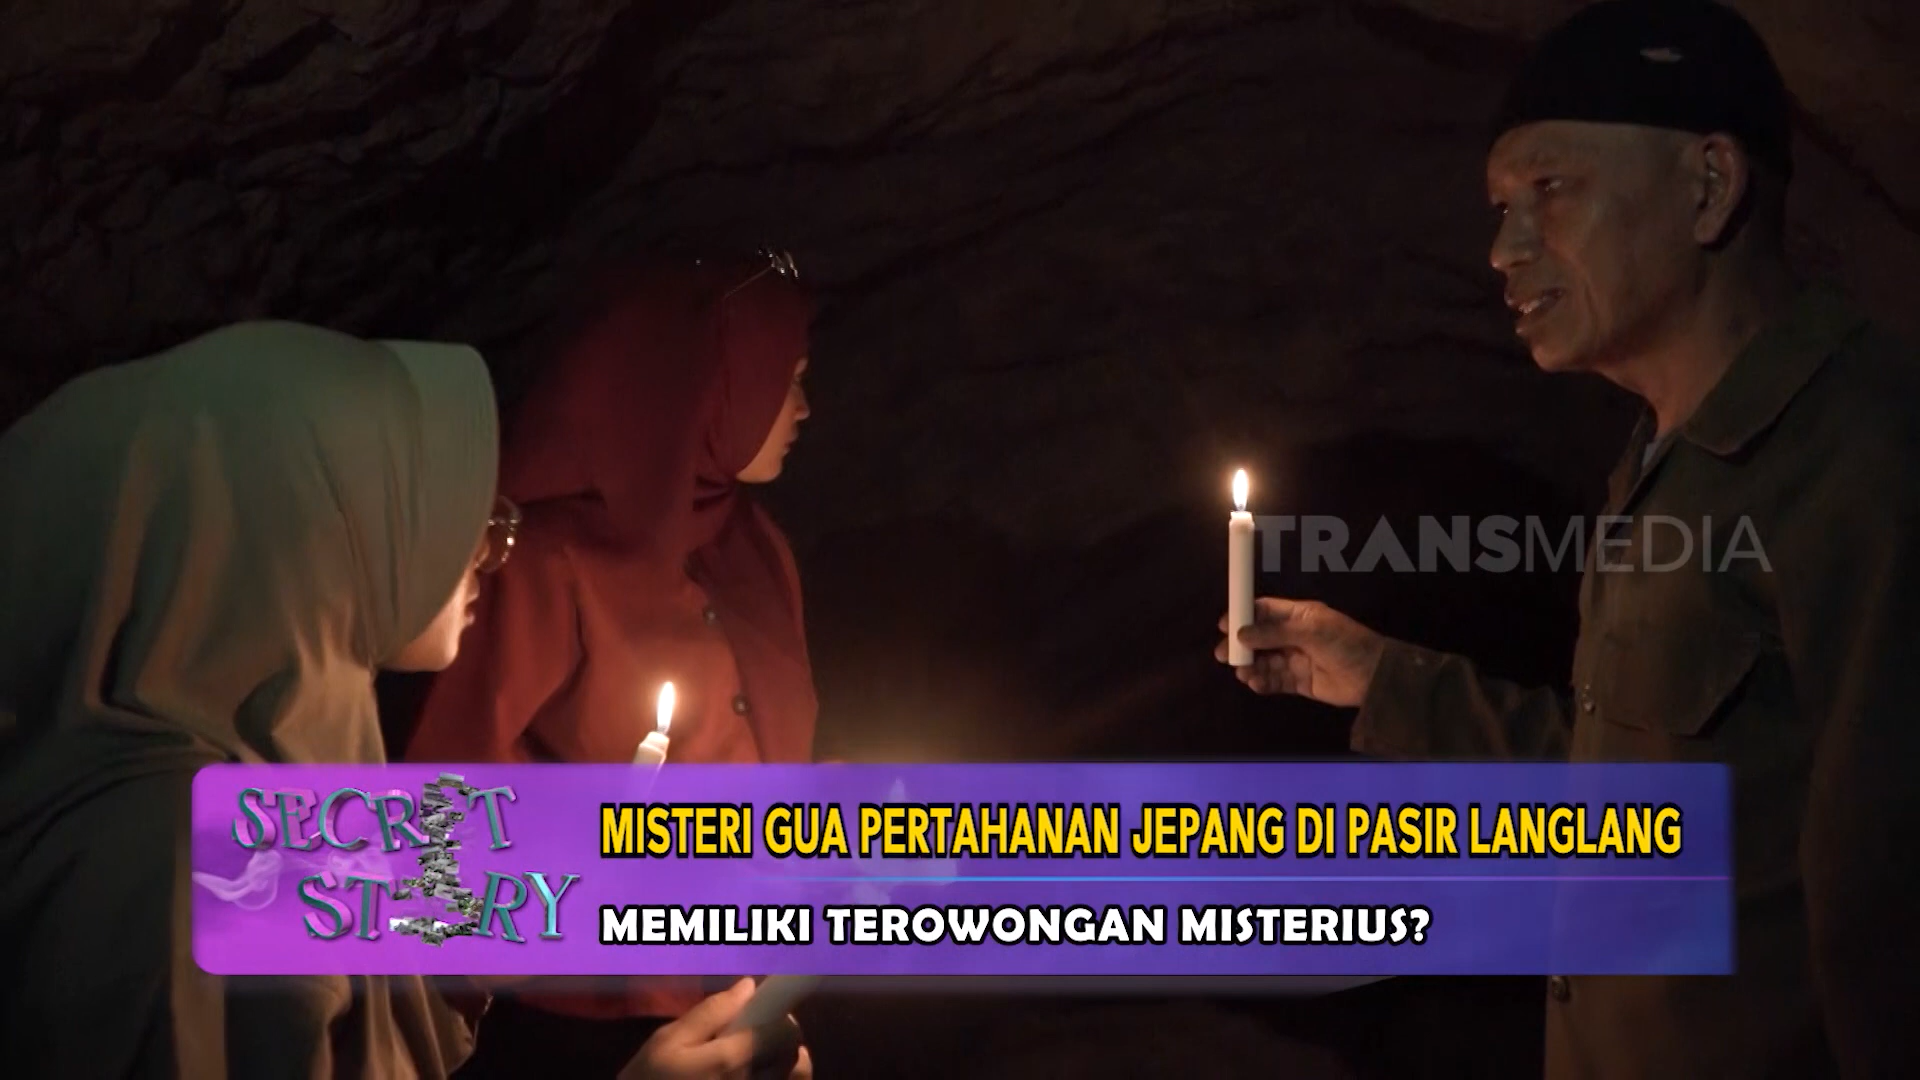 TRANSMEDIA
SECRET
STORY
MISTERI GUA PERTAHANAN JEPANG DI PASIR LANGLANG
MEMILIKI TEROWONGAN MISTERIUS?